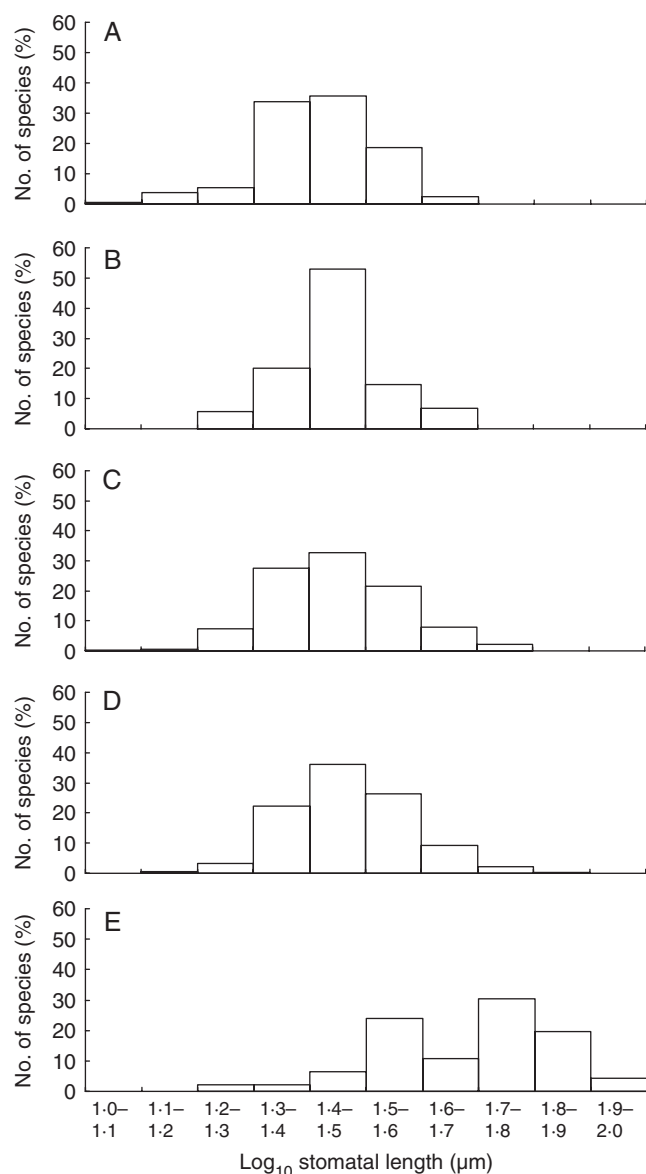 A
No. of species (%)
60
50
40
30
20
10
0
B
No. of species (%)
60
50
40
30
20
10
0
C
No. of species (%)
60
50
40
30
20
10
0
D
No. of species (%)
60
50
40
30
20
10
0
E
No. of species (%)
60
50
40
30
20
10
0
1·0– 1·1– 1·2– 1·3– 1·4– 1·5– 1·6– 1·7– 1·8– 1·9–
1·1 1·2 1·3 1·4 1·5 1·6 1·7 1·8 1·9 2·0
Log10 stomatal length (µm)